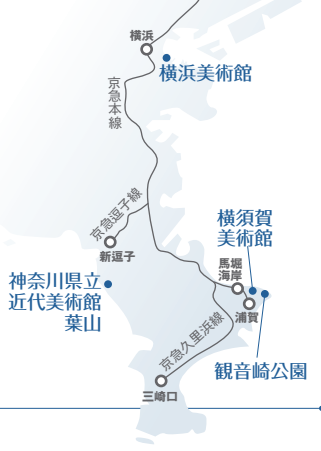 横浜
横浜美術館
京急本線
京急逗子線
新逗子
横須賀
美術館
馬堀
海岸
浦賀
神奈川県立
近代美術館
葉山
京急久里浜線
観音崎公園
三崎口